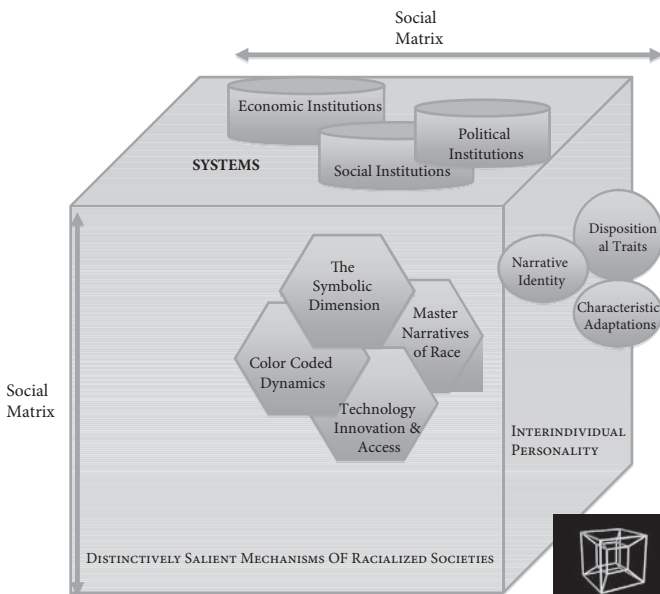 Social
Matrix
Economic Institutions
Political
Institutions
Social Institutions
SYSTEMS
Disposition
al Traits
Narrative
Identity
Characteristic
Adaptations
The
Symbolic
Dimension
Master
Narratives
of Race
Color Coded
Dynamics
Technology
Innovation &
Access
Social
Matrix
Interindividual
Personality
Distinctively Salient Mechanisms OF Racialized Societies